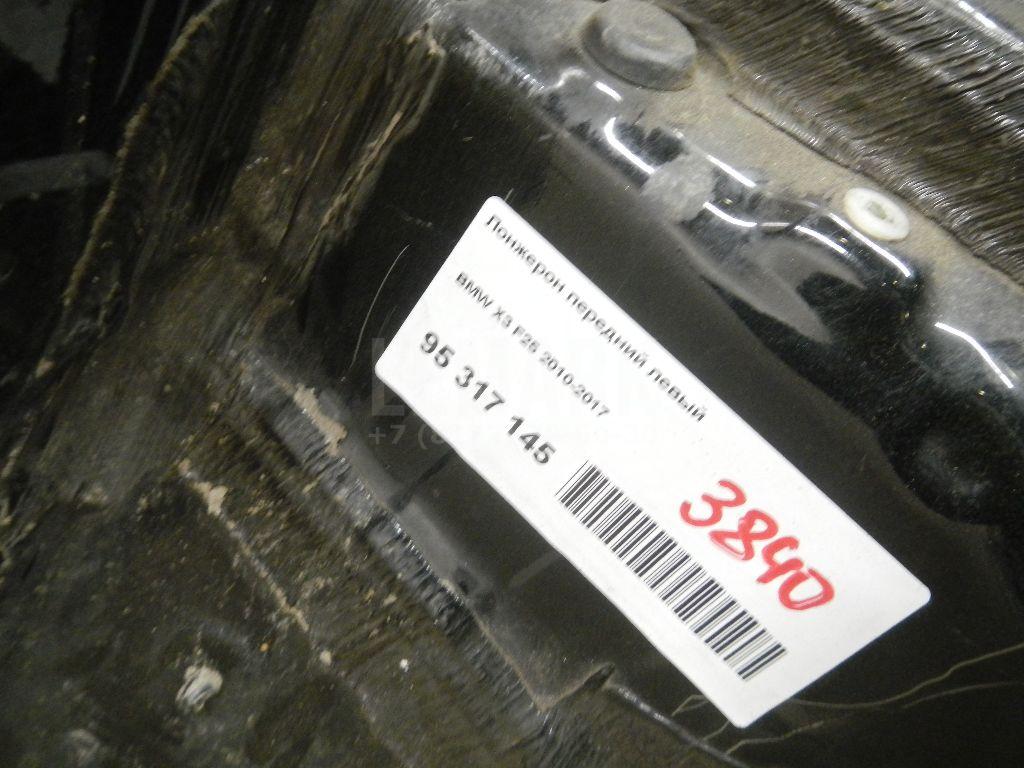 Лонжерон передний левый
BMW X3 F25 2010-2017
95 317 145
3840